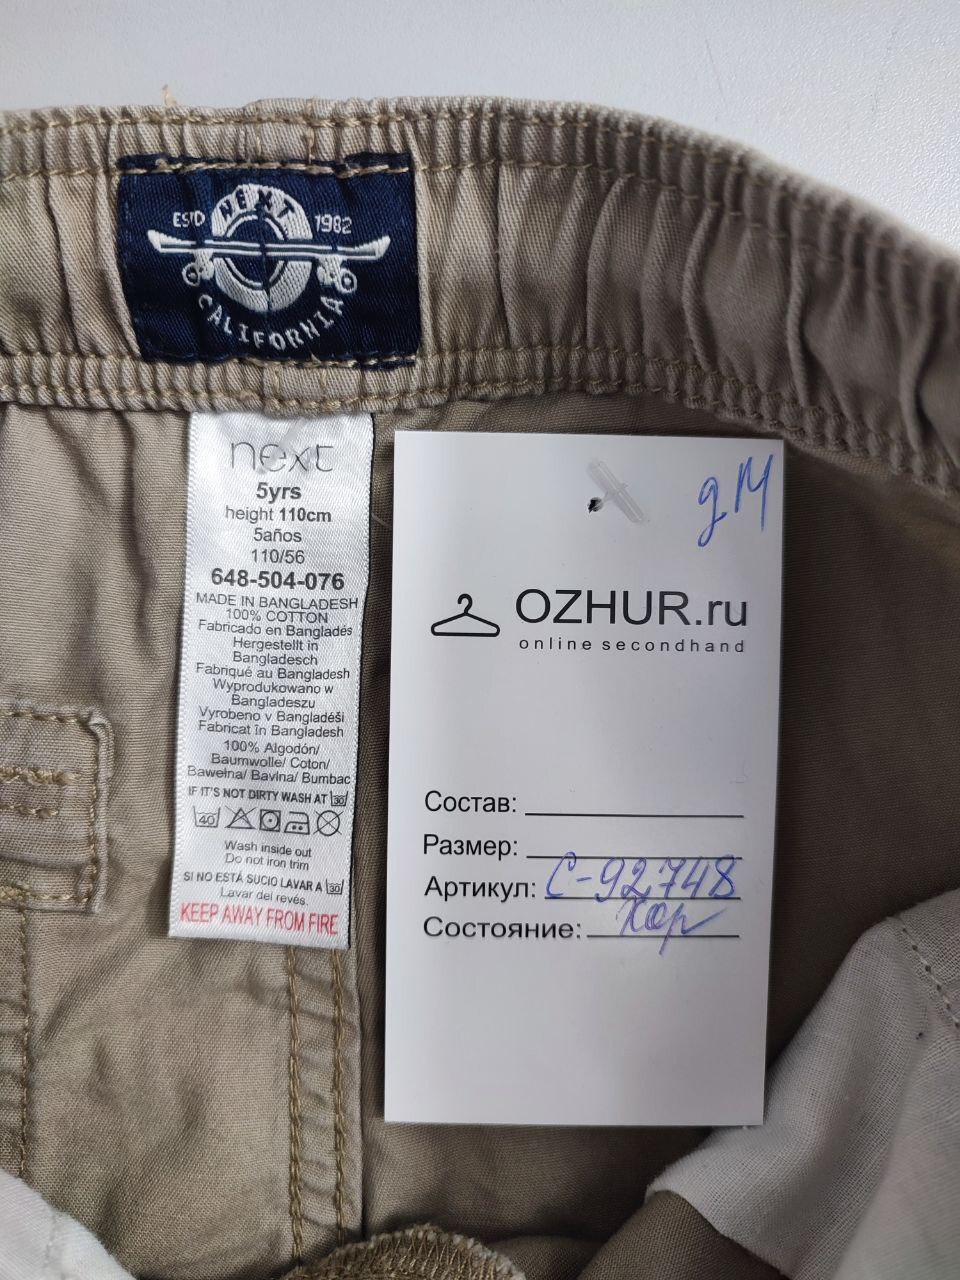 NEXT
ESTD 1982
CALIFORNIA
next
5yrs
height 110cm
5años
110/56
648-504-076
MADE IN BANGLADESH
100% COTTON
Fabricado en Bangladés
Hergestellt in
Bangladesch
Fabriqué au Bangladesh
Wyprodukowano w
Bangladeszu
Vyrobeno v Bangladéši
Fabricat în Bangladesh
100% Algodón/
Baumwolle/ Coton/
Bawełna/ Bavlna/ Bumbac
IF IT'S NOT DIRTY WASH AT 30
40
Wash inside out
Do not iron trim
SI NO ESTÁ SUCIO LAVAR A 30
Lavar del revés.
KEEP AWAY FROM FIRE
дм
OZHUR.ru
online secondhand
Состав:
Размер:
Артикул: С-92748
Состояние: Хор